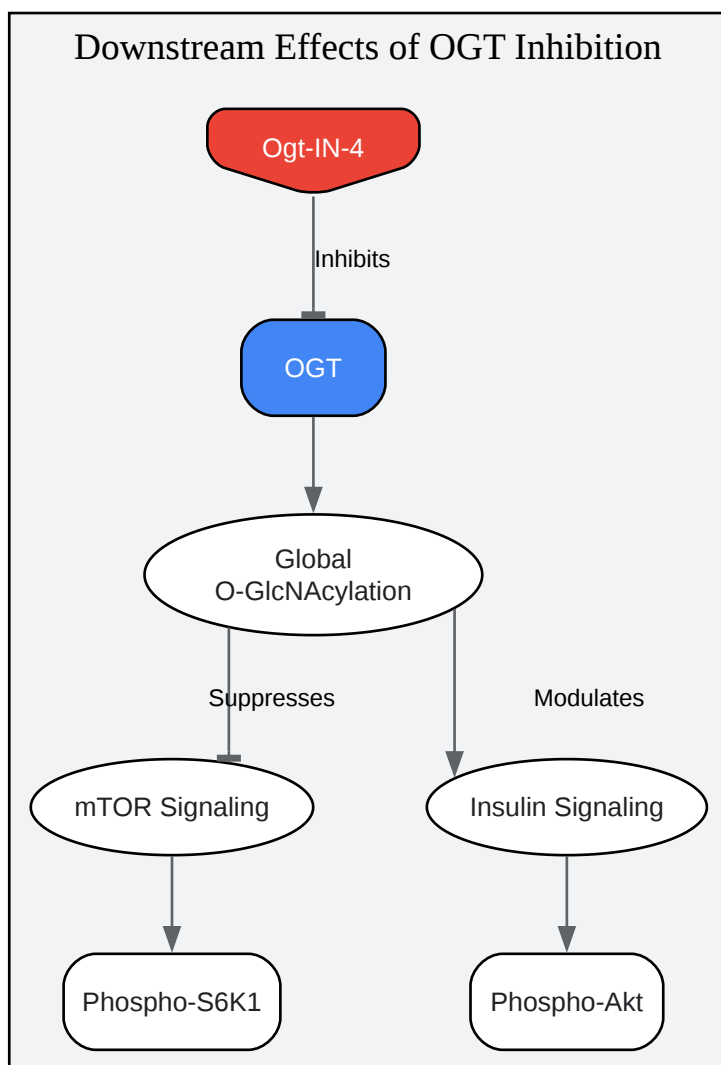 Downstream Effects of OGT Inhibition
Ogt-IN-4
Inhibits
OGT
Global
O-GlcNAcylation
Suppresses
Modulates
mTOR Signaling
Insulin Signaling
Phospho-S6K1
Phospho-Akt